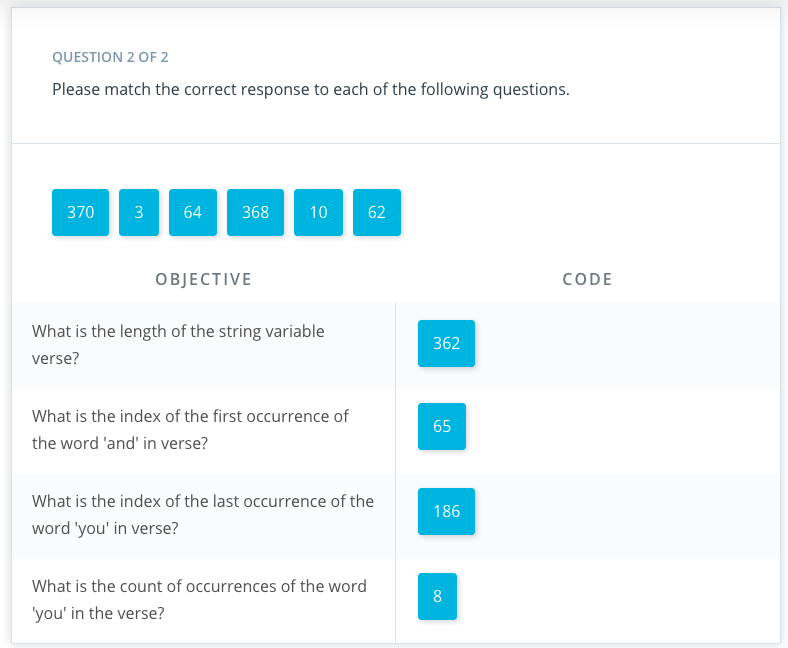 QUESTION 2 OF 2
Please match the correct response to each of the following questions.
370 3 64 368 10 62
OBJECTIVE CODE
What is the length of the string variable
verse?
362
What is the index of the first occurrence of
the word 'and' in verse?
65
What is the index of the last occurrence of the
word 'you' in verse?
186
What is the count of occurrences of the word
'you' in the verse?
8